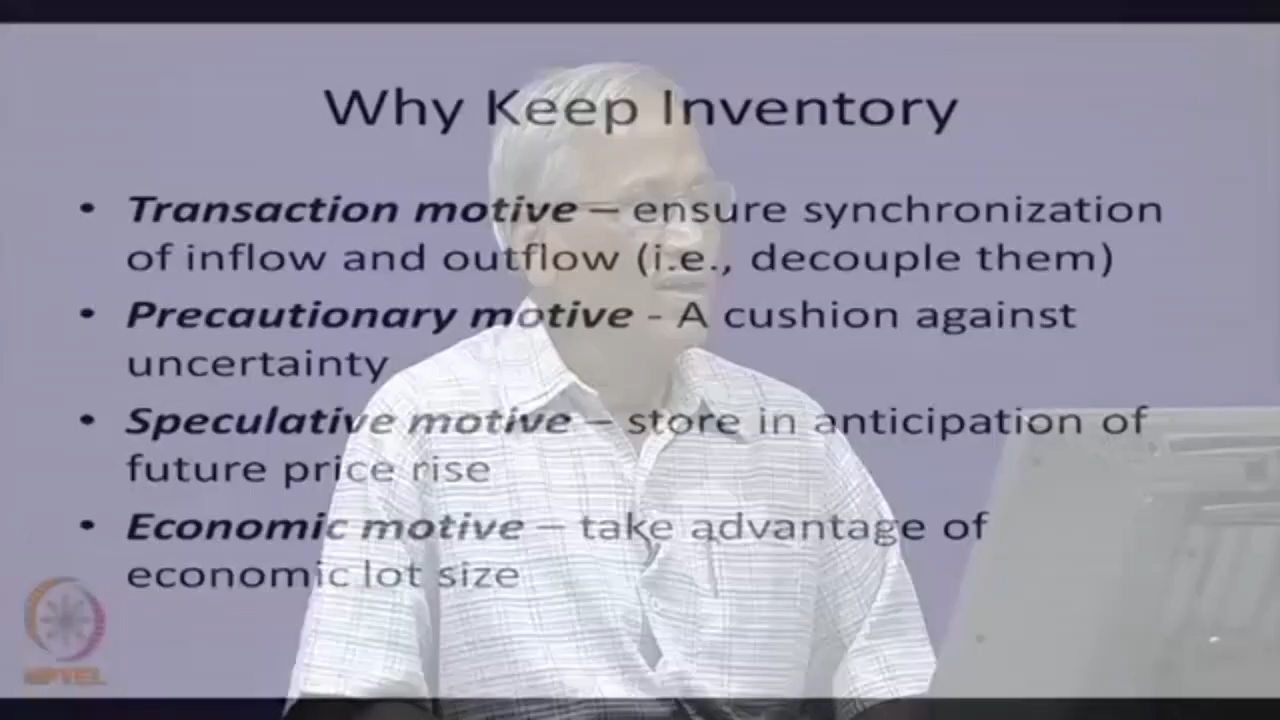 Why Keep Inventory
• Transaction motive – ensure synchronization
of inflow and outflow (i.e., decouple them)
• Precautionary motive - A cushion against
uncertainty
• Speculative motive – store in anticipation of
future price rise
• Economic motive – take advantage of
economic lot size
NPTEL